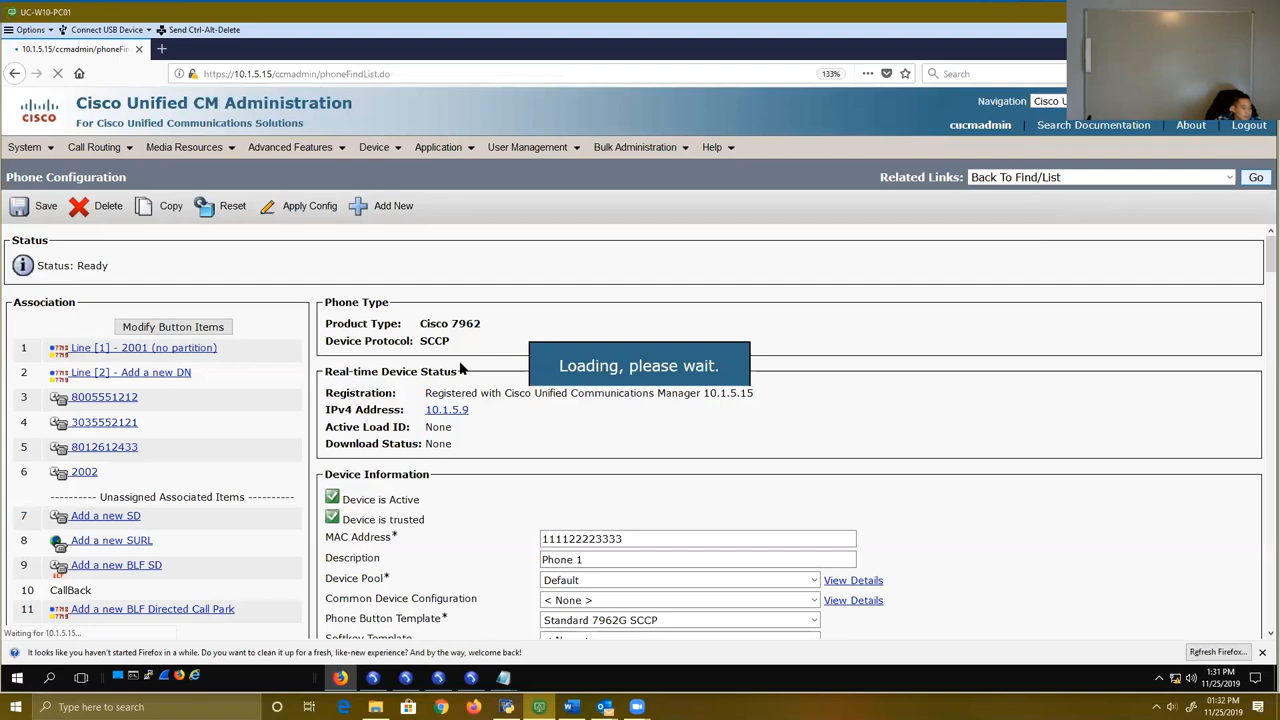 UC-W10-PC01
Options Connect USB Device Send Ctrl-Alt-Delete
10.1.5.15/ccmadmin/phoneFin
https://10.1.5.15/ccmadmin/phoneFindList.do 133% Search
CISCO Cisco Unified CM Administration Navigation Cisco U
For Cisco Unified Communications Solutions cucmadmin Search Documentation About Logout
System Call Routing Media Resources Advanced Features Device Application User Management Bulk Administration Help
Phone Configuration Related Links: Back To Find/List Go
Save Delete Copy Reset Apply Config Add New
Status
Status: Ready
Association
Modify Button Items
1 Line [1] - 2001 (no partition)
2 Line [2] - Add a new DN
3 8005551212
4 3035552121
5 8012612433
6 2002
---------- Unassigned Associated Items ----------
7 Add a new SD
8 Add a new SURL
9 Add a new BLF SD
10 CallBack
11 Add a new BLF Directed Call Park
Phone Type
Product Type: Cisco 7962
Device Protocol: SCCP
Loading, please wait.
Real-time Device Status
Registration: Registered with Cisco Unified Communications Manager 10.1.5.15
IPv4 Address: 10.1.5.9
Active Load ID: None
Download Status: None
Device Information
Device is Active
Device is trusted
MAC Address* 111122223333
Description Phone 1
Device Pool* Default View Details
Common Device Configuration < None > View Details
Phone Button Template* Standard 7962G SCCP
Softkey Template
Waiting for 10.1.5.15...
It looks like you haven't started Firefox in a while. Do you want to clean it up for a fresh, like-new experience? And by the way, welcome back! Refresh Firefox...
1:31 PM
11/25/2019
Type here to search
01:32 PM
11/25/2019